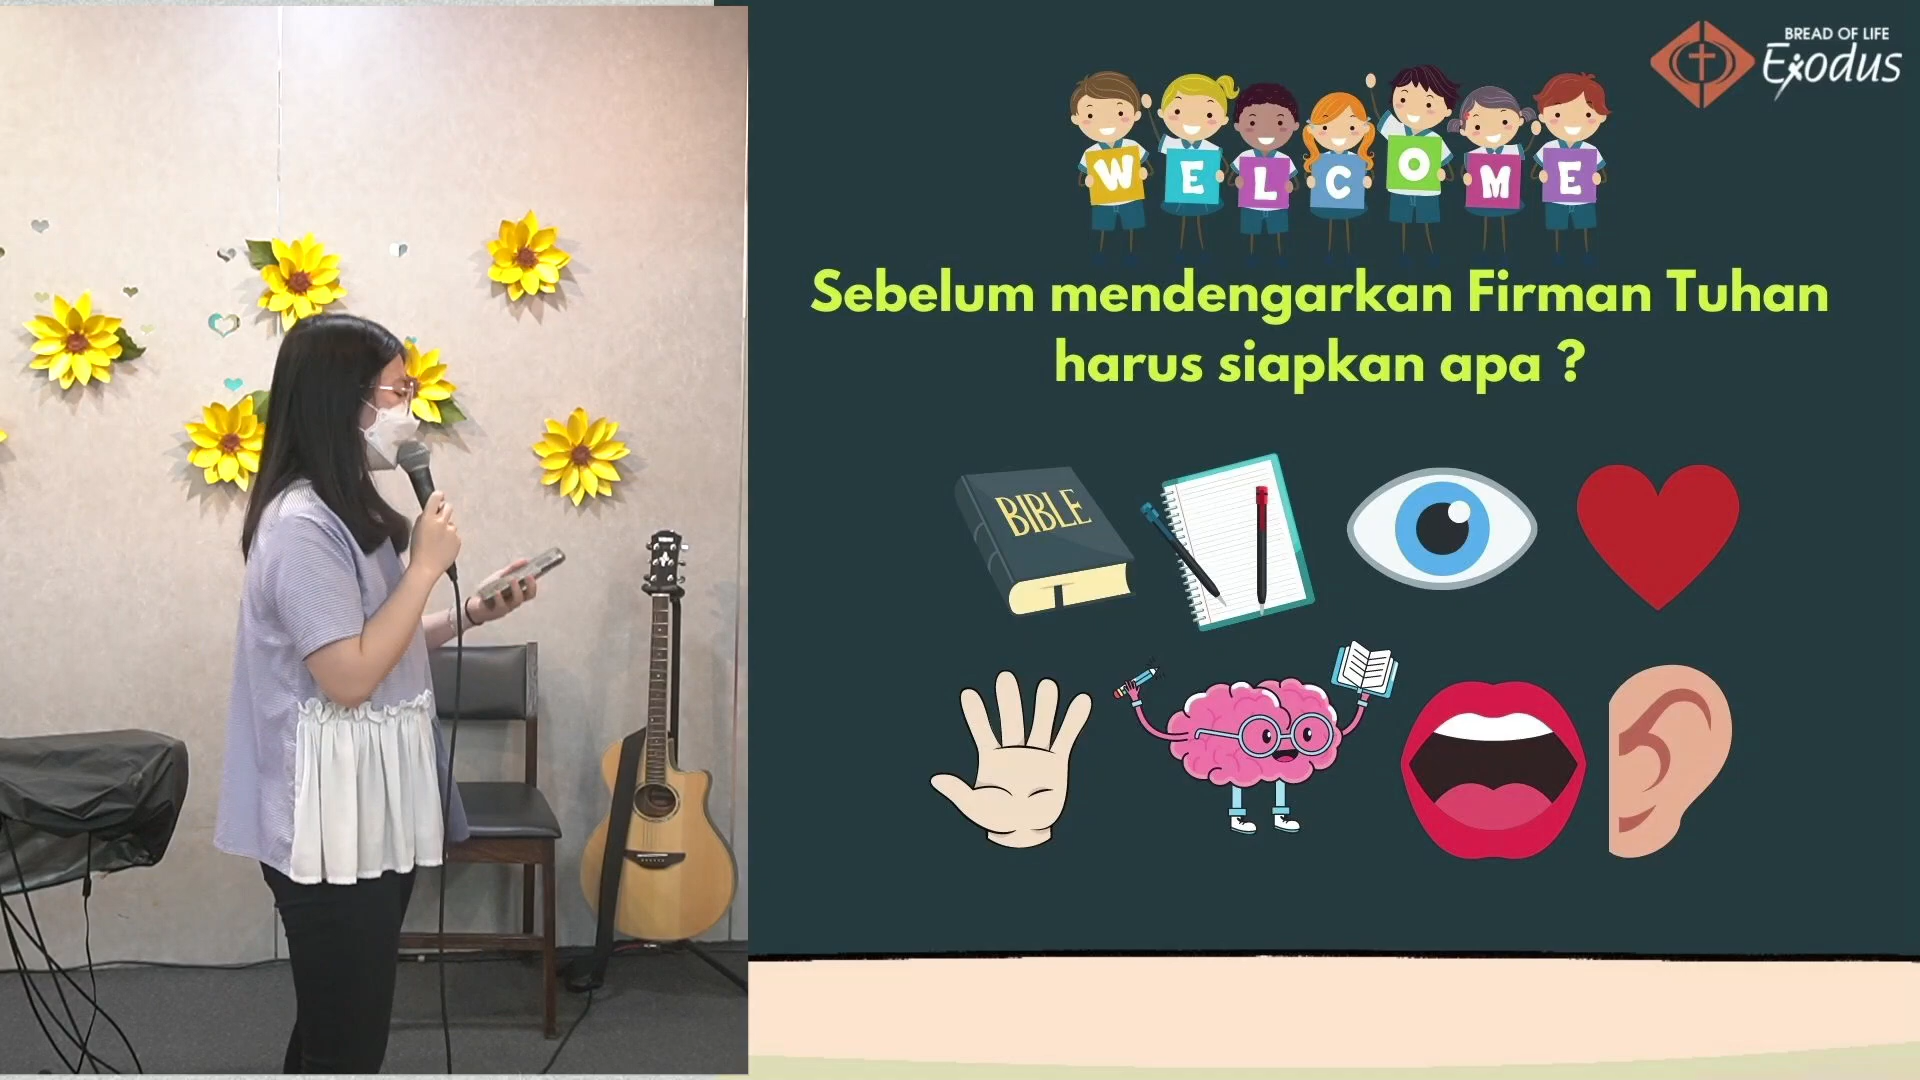 BREAD OF LIFE
Exodus
WELCOME
Sebelum mendengarkan Firman Tuhan
harus siapkan apa ?
BIBLE